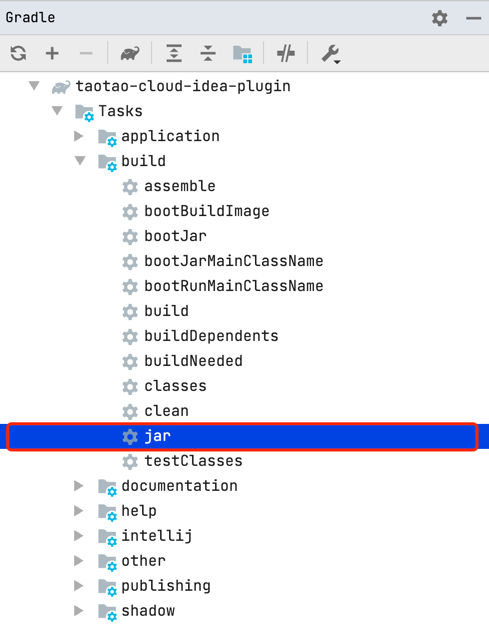 Gradle
taotao-cloud-idea-plugin
Tasks
application
build
assemble
bootBuildImage
bootJar
bootJarMainClassName
bootRunMainClassName
build
buildDependents
buildNeeded
classes
clean
jar
testClasses
documentation
help
intellij
other
publishing
shadow